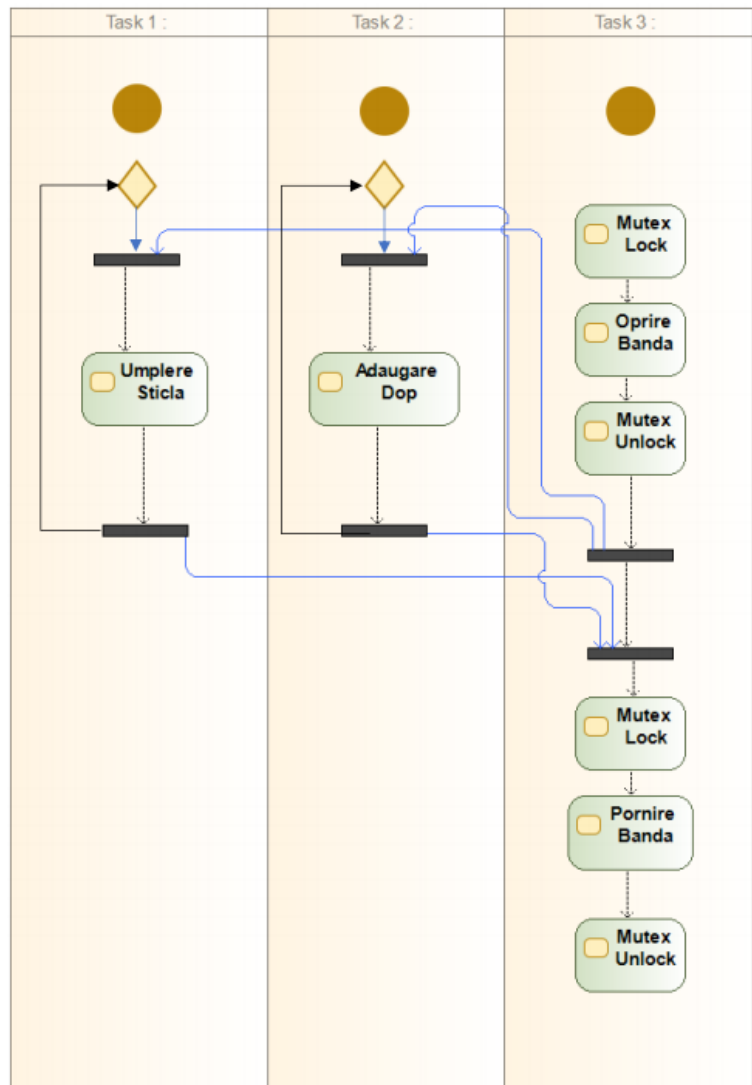 Task 1 :
Task 2 :
Task 3 :
Umplere
Sticla
Adaugare
Dop
Mutex
Lock
Oprire
Banda
Mutex
Unlock
Mutex
Lock
Pornire
Banda
Mutex
Unlock